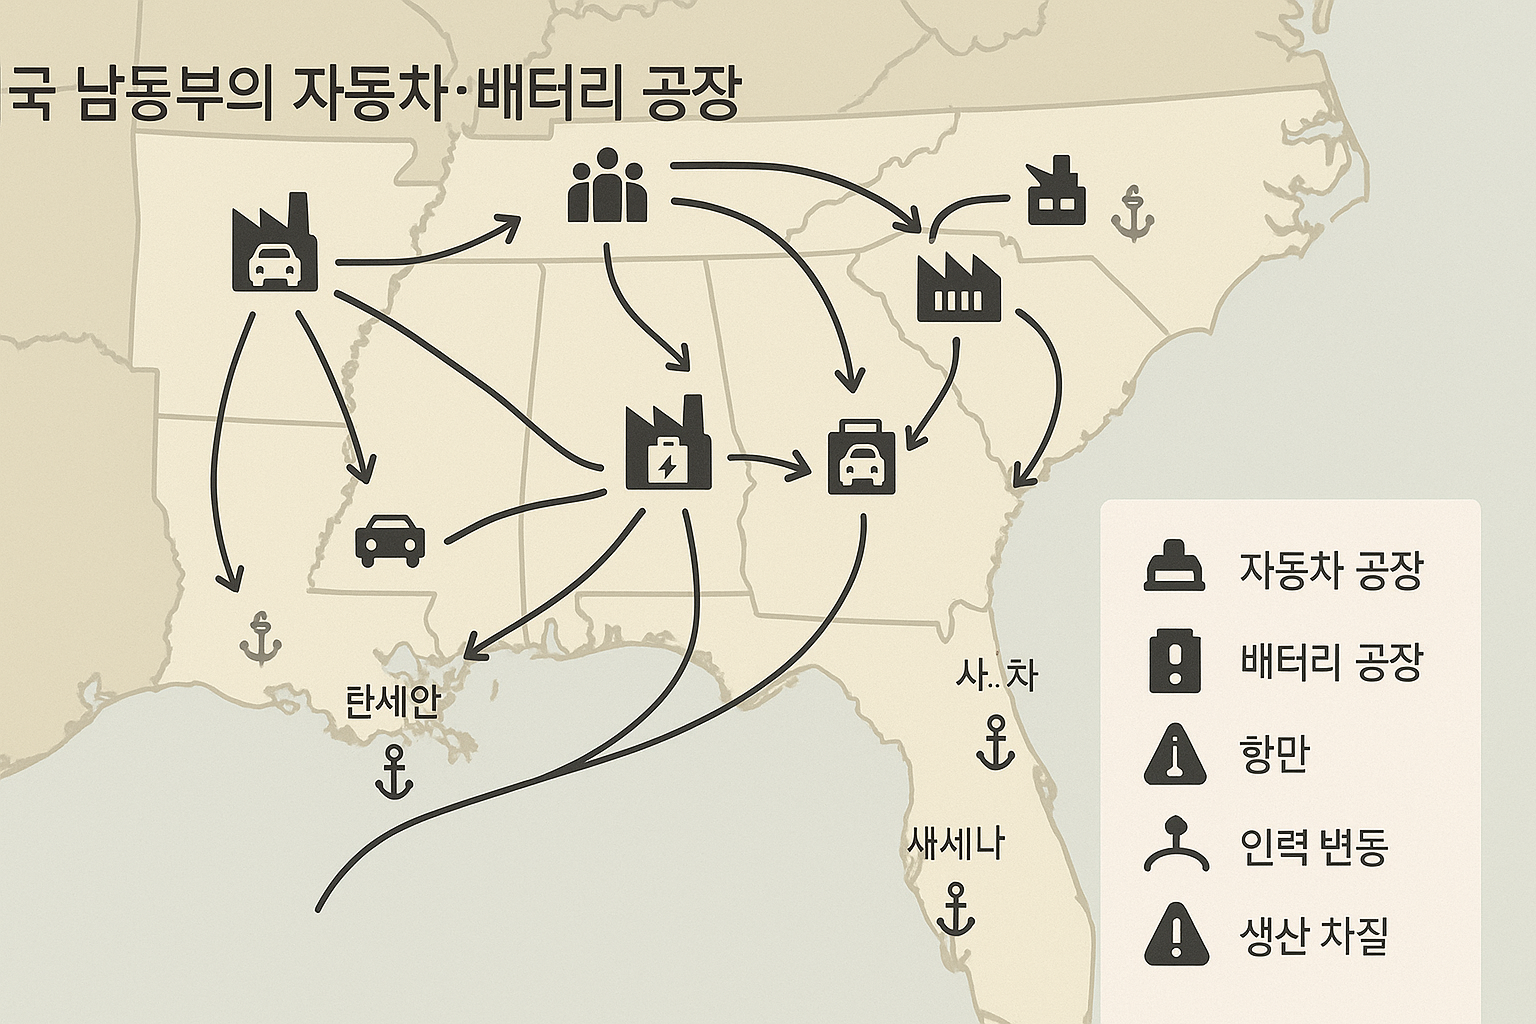 국 남동부의 자동차·배터리 공장
탄세안
사..차
새세나
자동차 공장
배터리 공장
항만
인력 변동
생산 차질